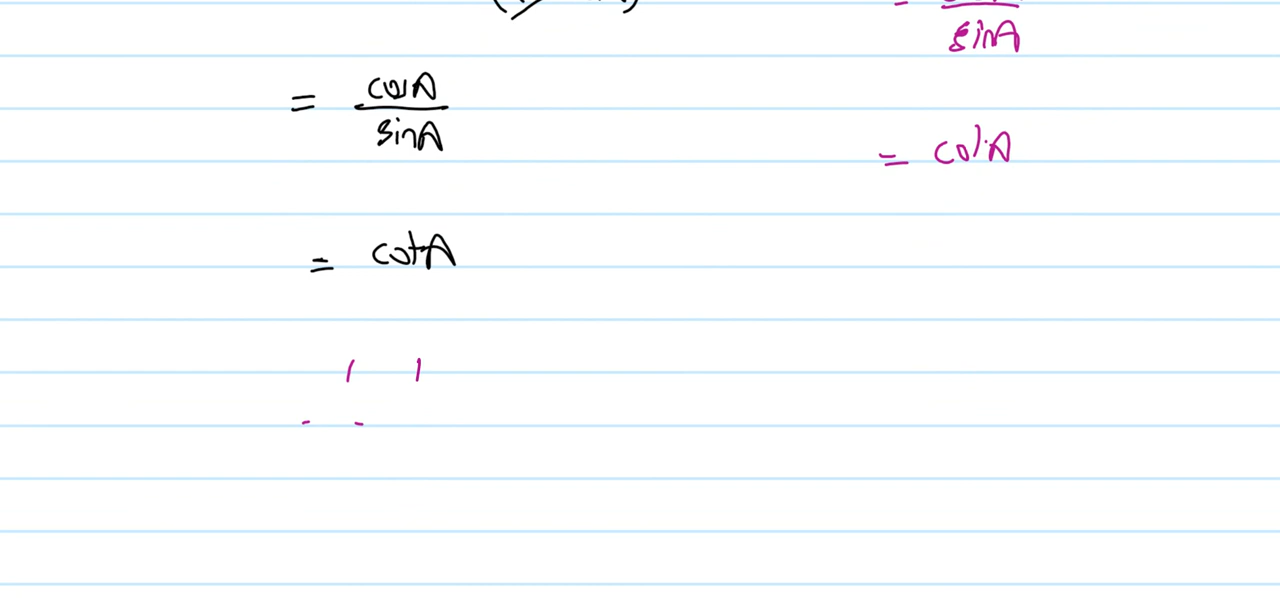 = cosA
sinA
= cotA
sinA
= cotA